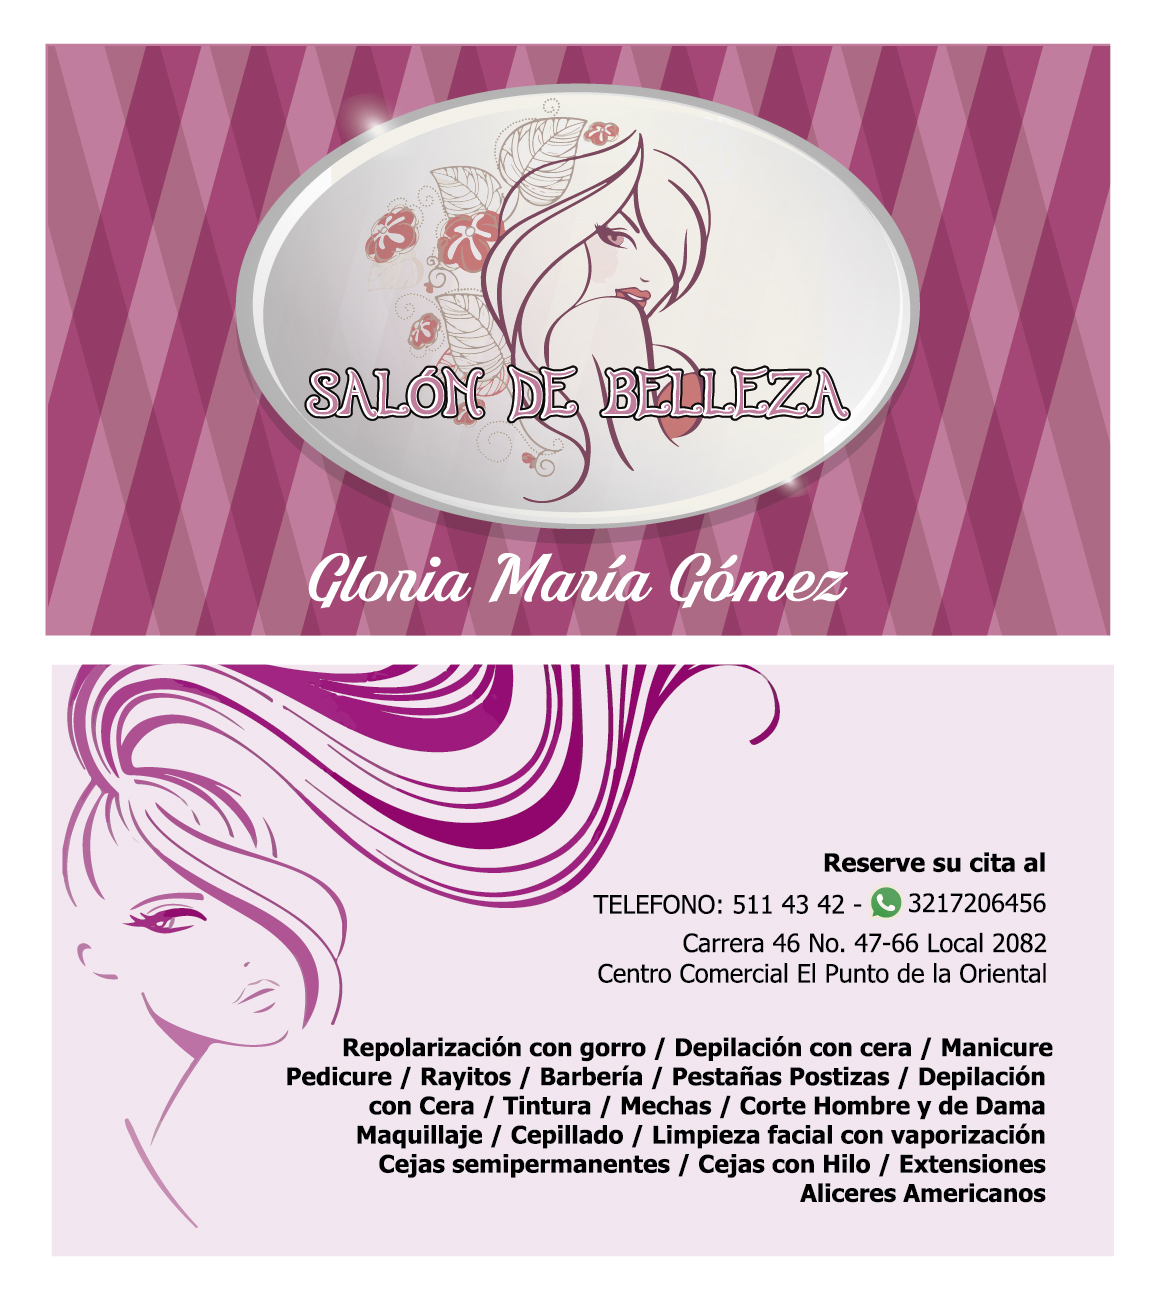 SALÓN DE BELLEZA
Gloria María Gómez
Reserve su cita al
TELEFONO: 511 43 42 - 3217206456
Carrera 46 No. 47-66 Local 2082
Centro Comercial El Punto de la Oriental
Repolarización con gorro / Depilación con cera / Manicure
Pedicure / Rayitos / Barbería / Pestañas Postizas / Depilación
con Cera / Tintura / Mechas / Corte Hombre y de Dama
Maquillaje / Cepillado / Limpieza facial con vaporización
Cejas semipermanentes / Cejas con Hilo / Extensiones
Aliceres Americanos